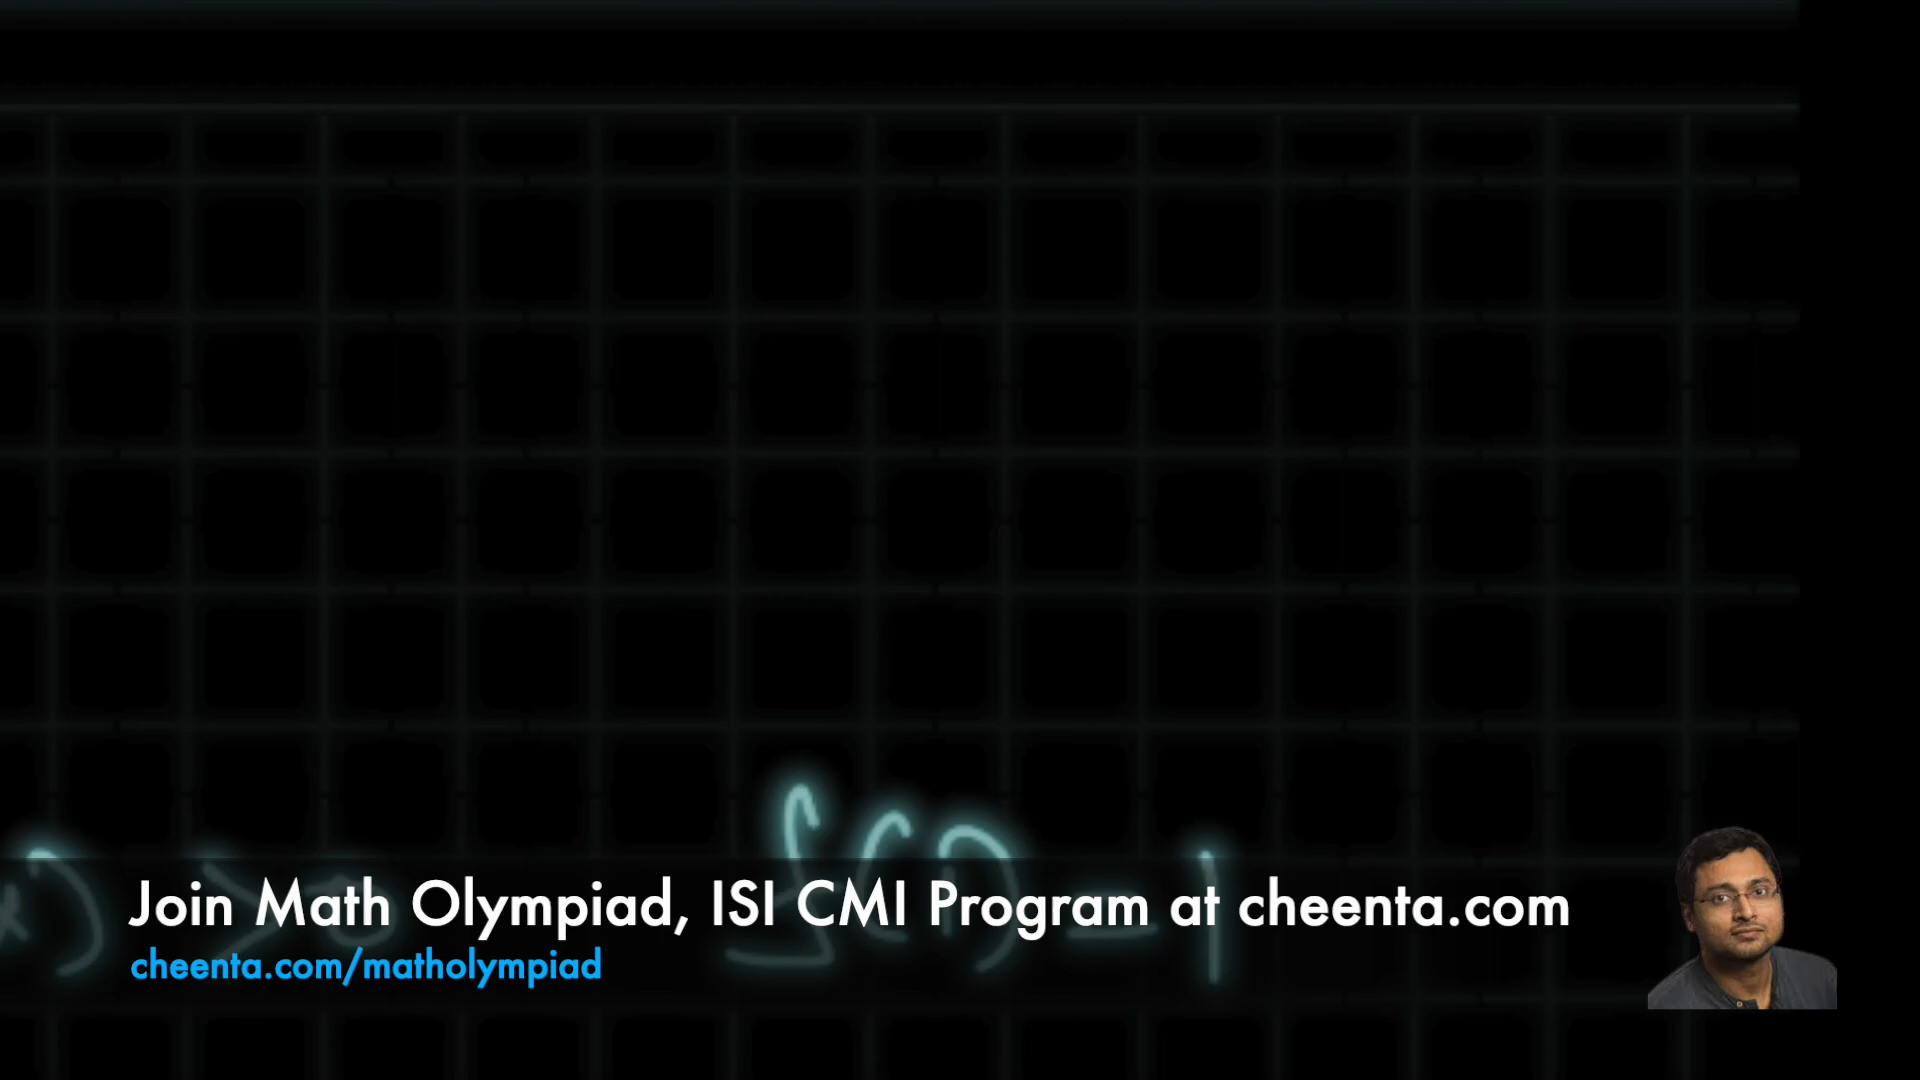 Join Math Olympiad, ISI CMI Program at cheenta.com
cheenta.com/matholympiad